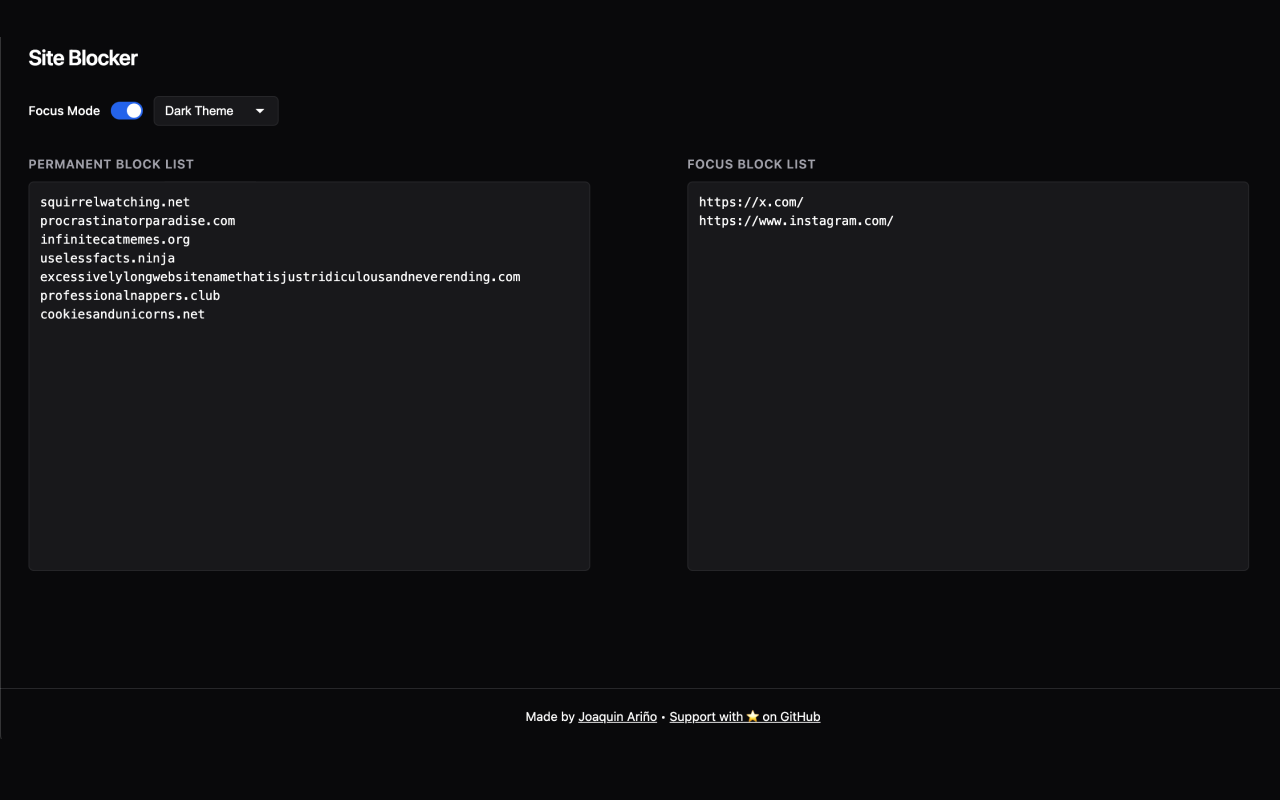 Site Blocker
Focus Mode
Dark Theme
PERMANENT BLOCK LIST
squirrelwatching.net
procrastinatorparadise.com
infinitecatmemes.org
uselessfacts.ninja
excessivelylongwebsitenamethatisjustridiculousandneverending.com
professionalnappers.club
cookiesandunicorns.net
FOCUS BLOCK LIST
https://x.com/
https://www.instagram.com/
Made by Joaquin Ariño • Support with ⭐ on GitHub